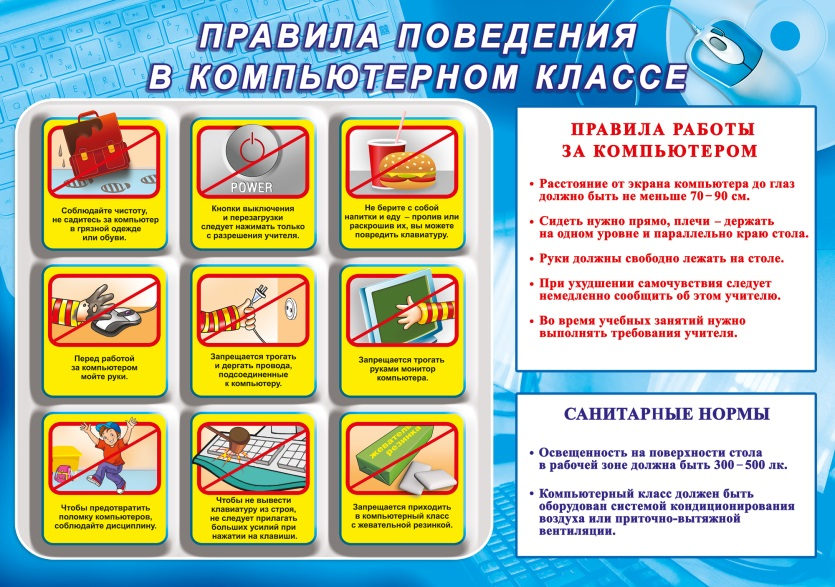 ПРАВИЛА ПОВЕДЕНИЯ
В КОМПЬЮТЕРНОМ КЛАССЕ
Соблюдайте чистоту,
не садитесь за компьютер
в грязной одежде
или обуви.
POWER
Кнопки выключения
и перезагрузки
следует нажимать только
с разрешения учителя.
Не берите с собой
напитки и еду – пролив или
раскрошив их, вы можете
повредить клавиатуру.
Перед работой
за компьютером
мойте руки.
Запрещается трогать
и дергать провода,
подсоединенные
к компьютеру.
Запрещается трогать
руками монитор
компьютера.
Чтобы предотвратить
поломку компьютеров,
соблюдайте дисциплину.
Чтобы не вывести
клавиатуру из строя,
не следует прилагать
больших усилий при
нажатии на клавиши.
жевательная
резинка
Запрещается приходить
в компьютерный класс
с жевательной резинкой.
ПРАВИЛА РАБОТЫ
ЗА КОМПЬЮТЕРОМ
• Расстояние от экрана компьютера до глаз
должно быть не меньше 70–90 см.
• Сидеть нужно прямо, плечи – держать
на одном уровне и параллельно краю стола.
• Руки должны свободно лежать на столе.
• При ухудшении самочувствия следует
немедленно сообщить об этом учителю.
• Во время учебных занятий нужно
выполнять требования учителя.
САНИТАРНЫЕ НОРМЫ
• Освещенность на поверхности стола
в рабочей зоне должна быть 300–500 лк.
• Компьютерный класс должен быть
оборудован системой кондиционирования
воздуха или приточно-вытяжной
вентиляции.